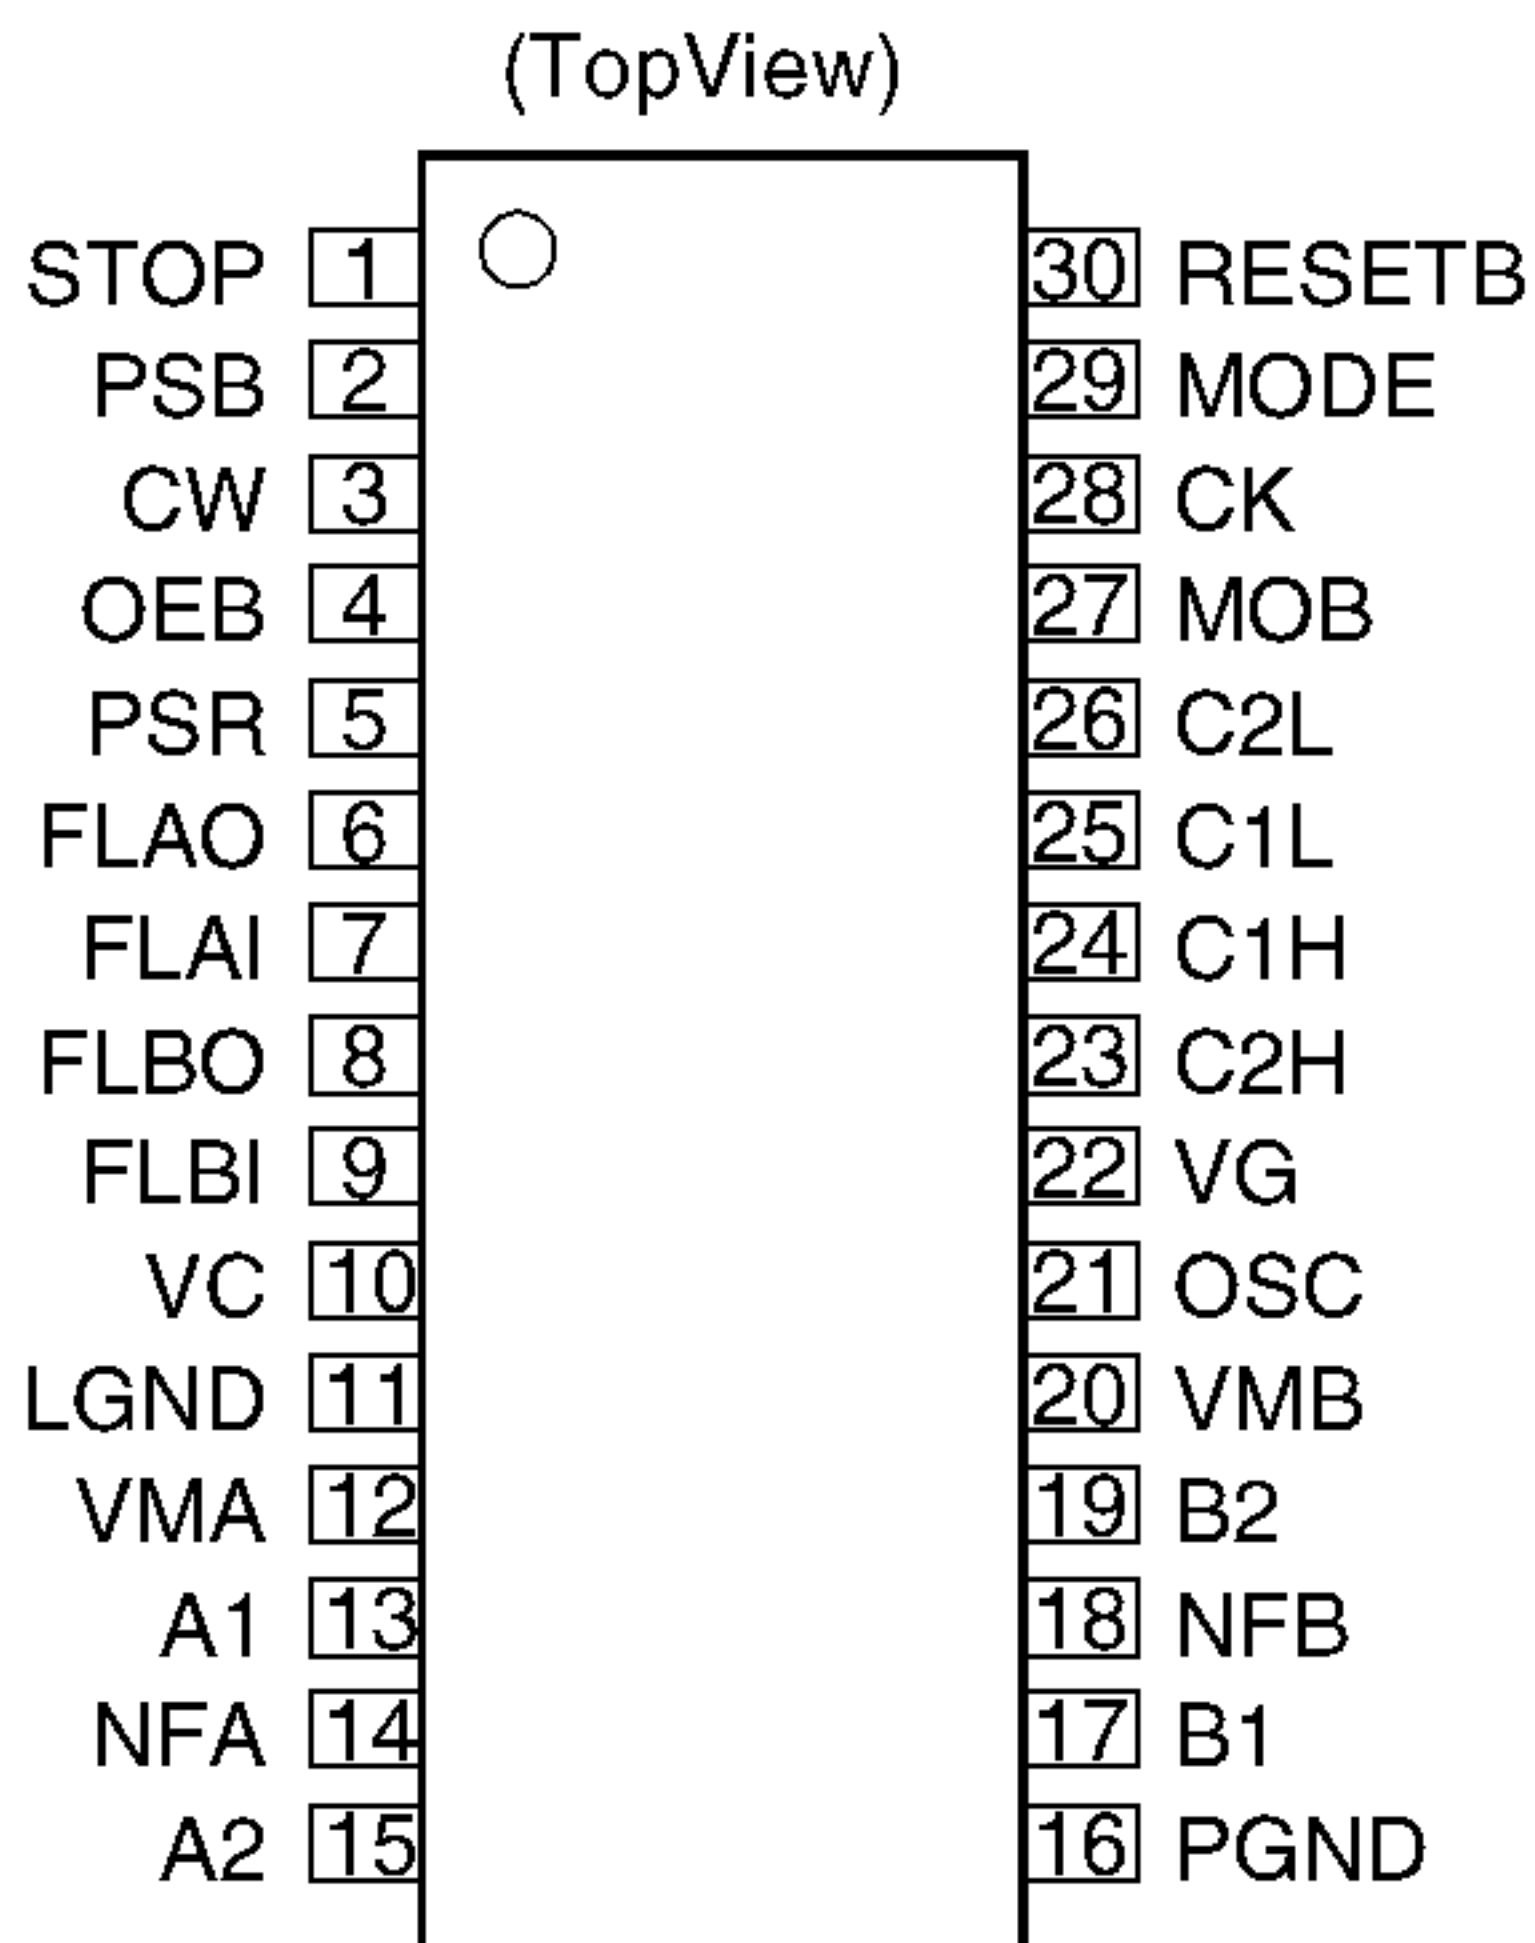 (TopView)
STOP 1 30 RESETB
PSB 2 29 MODE
CW 3 28 CK
OEB 4 27 MOB
PSR 5 26 C2L
FLAO 6 25 C1L
FLAI 7 24 C1H
FLBO 8 23 C2H
FLBI 9 22 VG
VC 10 21 OSC
LGND 11 20 VMB
VMA 12 19 B2
A1 13 18 NFB
NFA 14 17 B1
A2 15 16 PGND